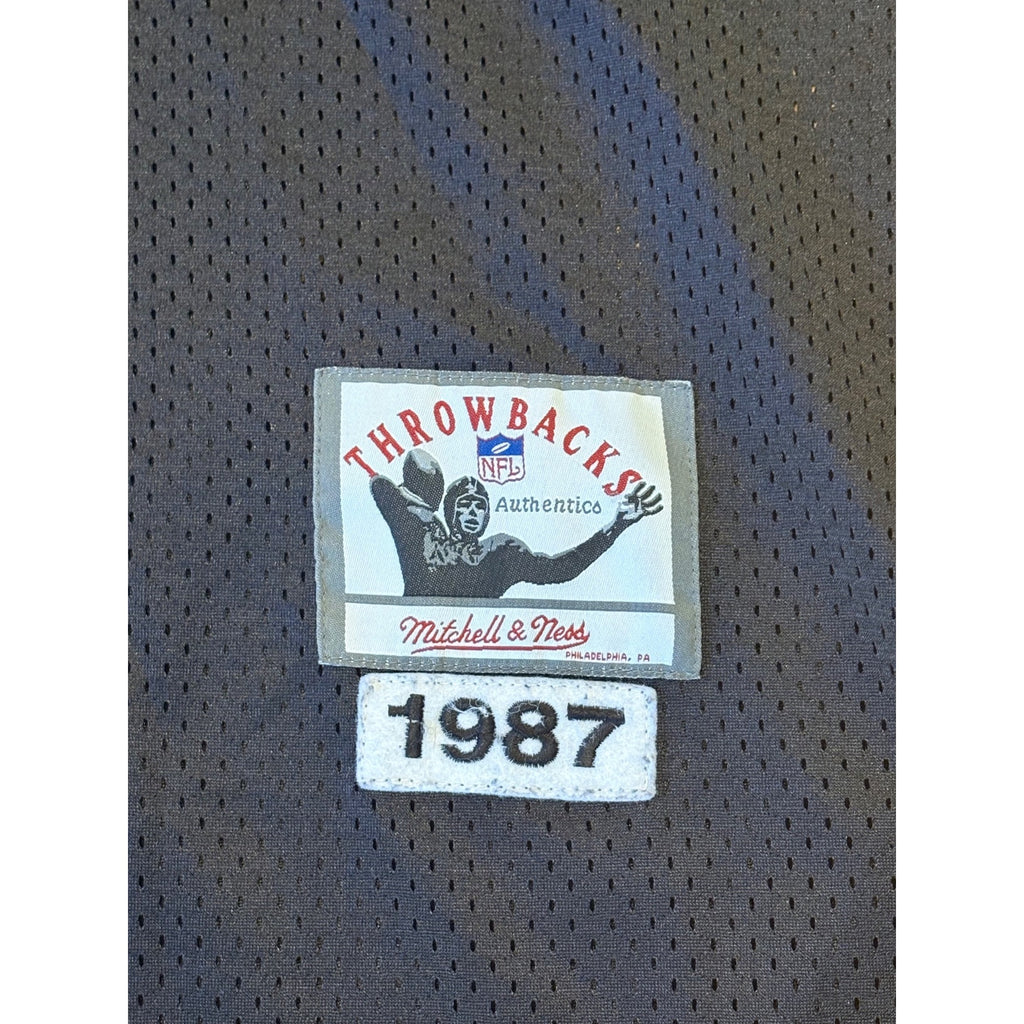 THROWBACKS
NFL
Authentics
Mitchell & Ness
PHILADELPHIA, PA
1987